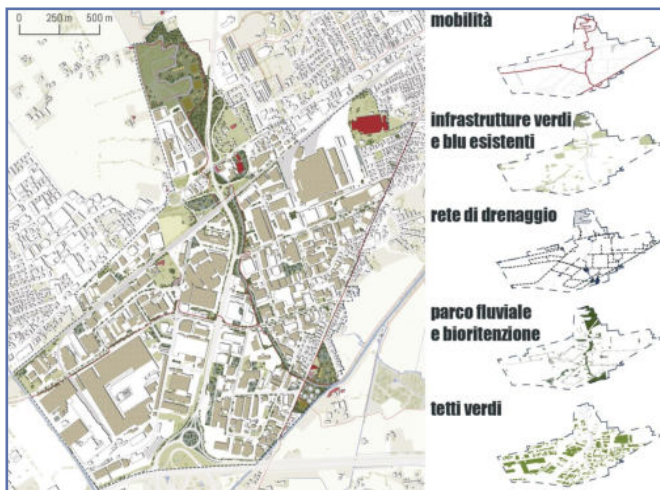 0 250 m 500 m
mobilità
infrastrutture verdi
e blu esistenti
rete di drenaggio
parco fluviale
e bioritenzione
tetti verdi